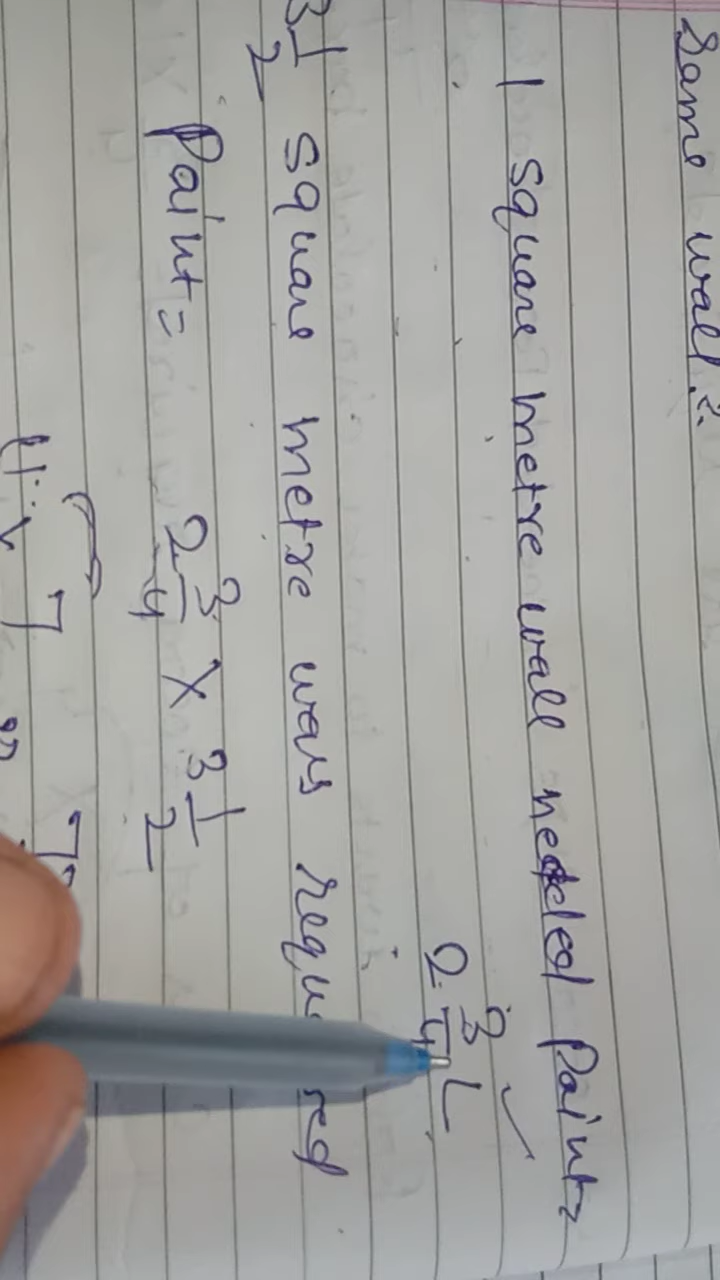 Same wall?
1 square metre wall needed Paint =
2 3/4 L ✓
3 1/2 square metre wars required
Paint = 2 3/4 × 3 1/2